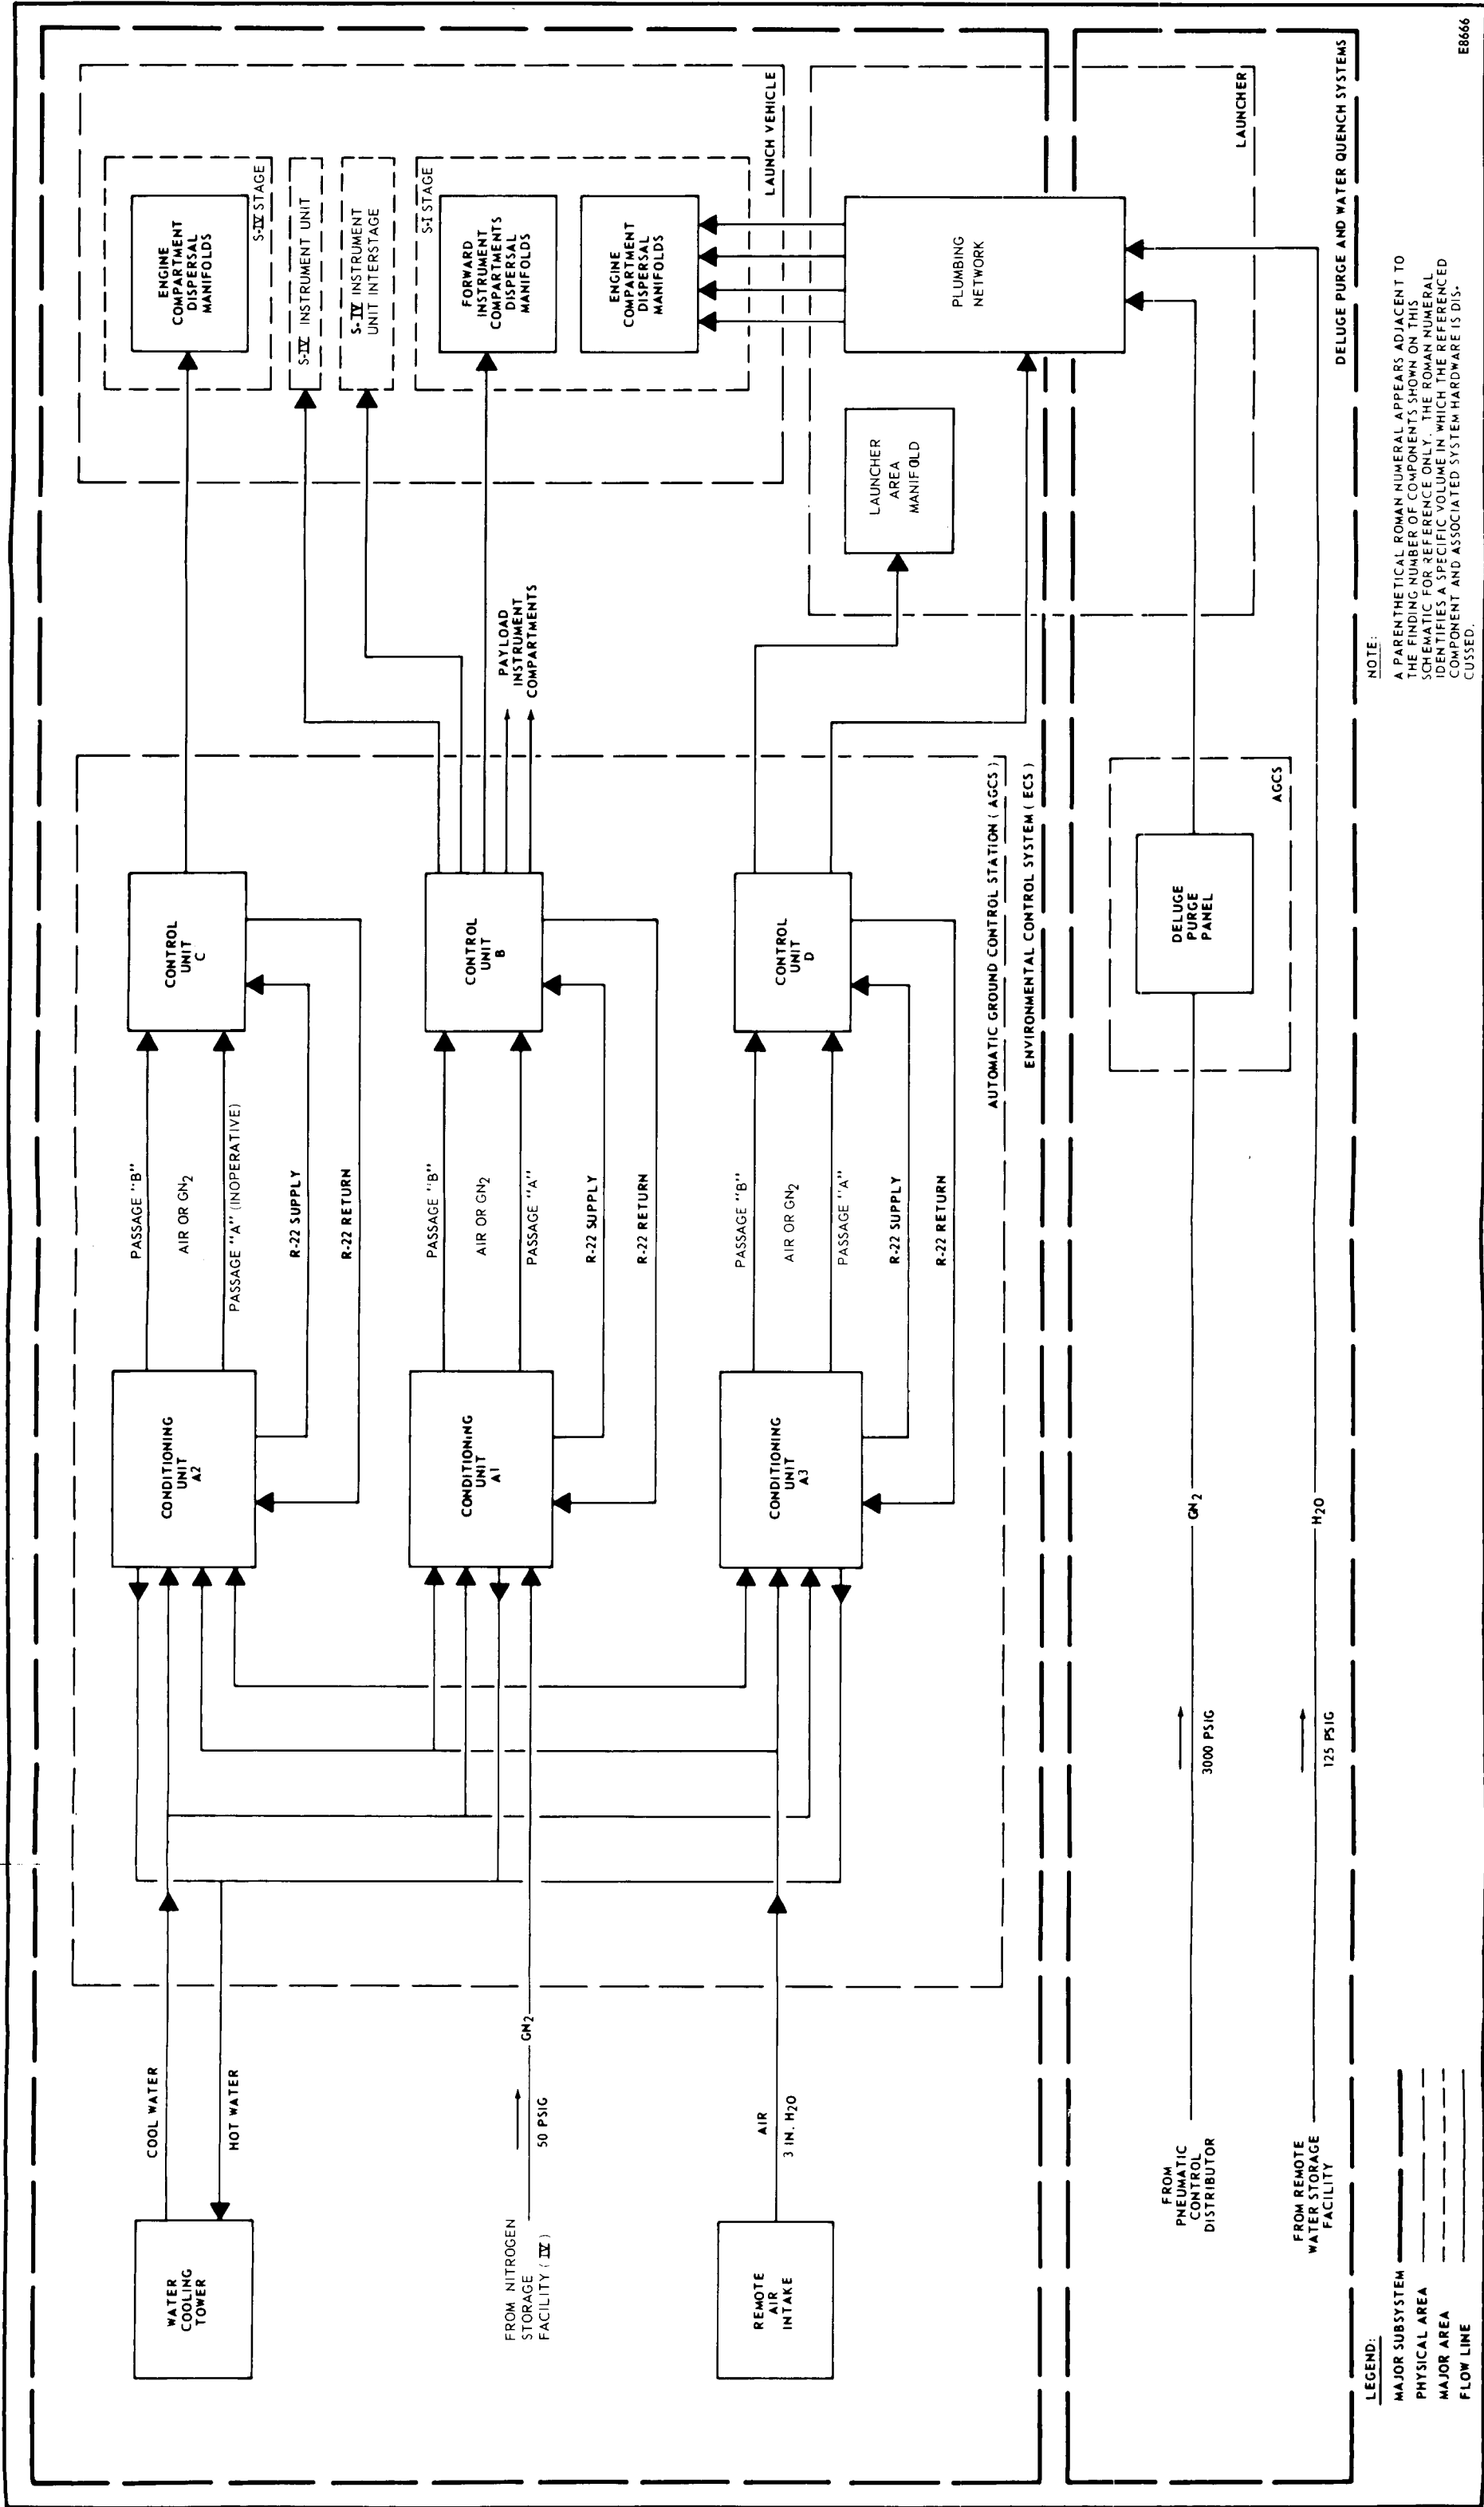 WATER
COOLING
TOWER
COOL WATER
HOT WATER
FROM NITROGEN
STORAGE
FACILITY ( IV )
GN2
50 PSIG
REMOTE
AIR
INTAKE
AIR
3 IN. H2O
CONDITIONING
UNIT
A2
PASSAGE "B"
AIR OR GN2
PASSAGE "A" (INOPERATIVE)
R-22 SUPPLY
R-22 RETURN
CONTROL
UNIT
C
CONDITIONING
UNIT
A1
PASSAGE "B"
AIR OR GN2
PASSAGE "A"
R-22 SUPPLY
R-22 RETURN
CONTROL
UNIT
B
CONDITIONING
UNIT
A3
PASSAGE "B"
AIR OR GN2
PASSAGE "A"
R-22 SUPPLY
R-22 RETURN
CONTROL
UNIT
D
AUTOMATIC GROUND CONTROL STATION ( AGCS )
ENVIRONMENTAL CONTROL SYSTEM ( ECS )
PAYLOAD
INSTRUMENT
COMPARTMENTS
ENGINE
COMPARTMENT
DISPERSAL
MANIFOLDS
S-IV STAGE
S-IV INSTRUMENT UNIT
S-IV INSTRUMENT
UNIT INTERSTAGE
S-I STAGE
FORWARD
INSTRUMENT
COMPARTMENTS
DISPERSAL
MANIFOLDS
ENGINE
COMPARTMENT
DISPERSAL
MANIFOLDS
LAUNCH VEHICLE
LAUNCHER
AREA
MANIFOLD
PLUMBING
NETWORK
LAUNCHER
FROM
PNEUMATIC
CONTROL
DISTRIBUTOR
3000 PSIG
GN2
DELUGE
PURGE
PANEL
AGCS
FROM REMOTE
WATER STORAGE
FACILITY
125 PSIG
H2O
DELUGE PURGE AND WATER QUENCH SYSTEMS
LEGEND:
MAJOR SUBSYSTEM
PHYSICAL AREA
MAJOR AREA
FLOW LINE
NOTE:
A PARENTHETICAL ROMAN NUMERAL APPEARS ADJACENT TO
THE FINDING NUMBER OF COMPONENTS SHOWN ON THIS
SCHEMATIC FOR REFERENCE ONLY. THE ROMAN NUMERAL
IDENTIFIES A SPECIFIC VOLUME IN WHICH THE REFERENCED
COMPONENT AND ASSOCIATED SYSTEM HARDWARE IS DIS-
CUSSED.
E8666